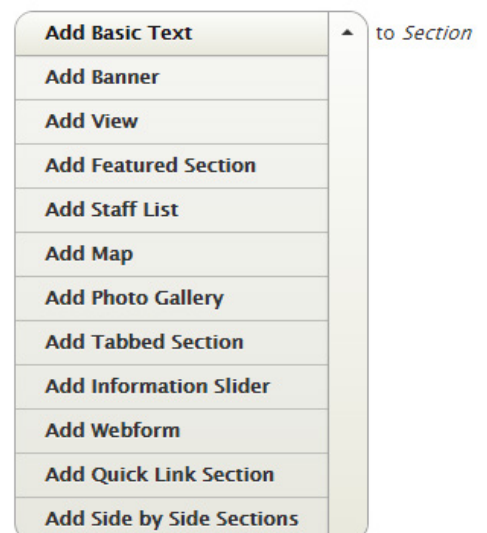 Add Basic Text to Section
Add Banner
Add View
Add Featured Section
Add Staff List
Add Map
Add Photo Gallery
Add Tabbed Section
Add Information Slider
Add Webform
Add Quick Link Section
Add Side by Side Sections